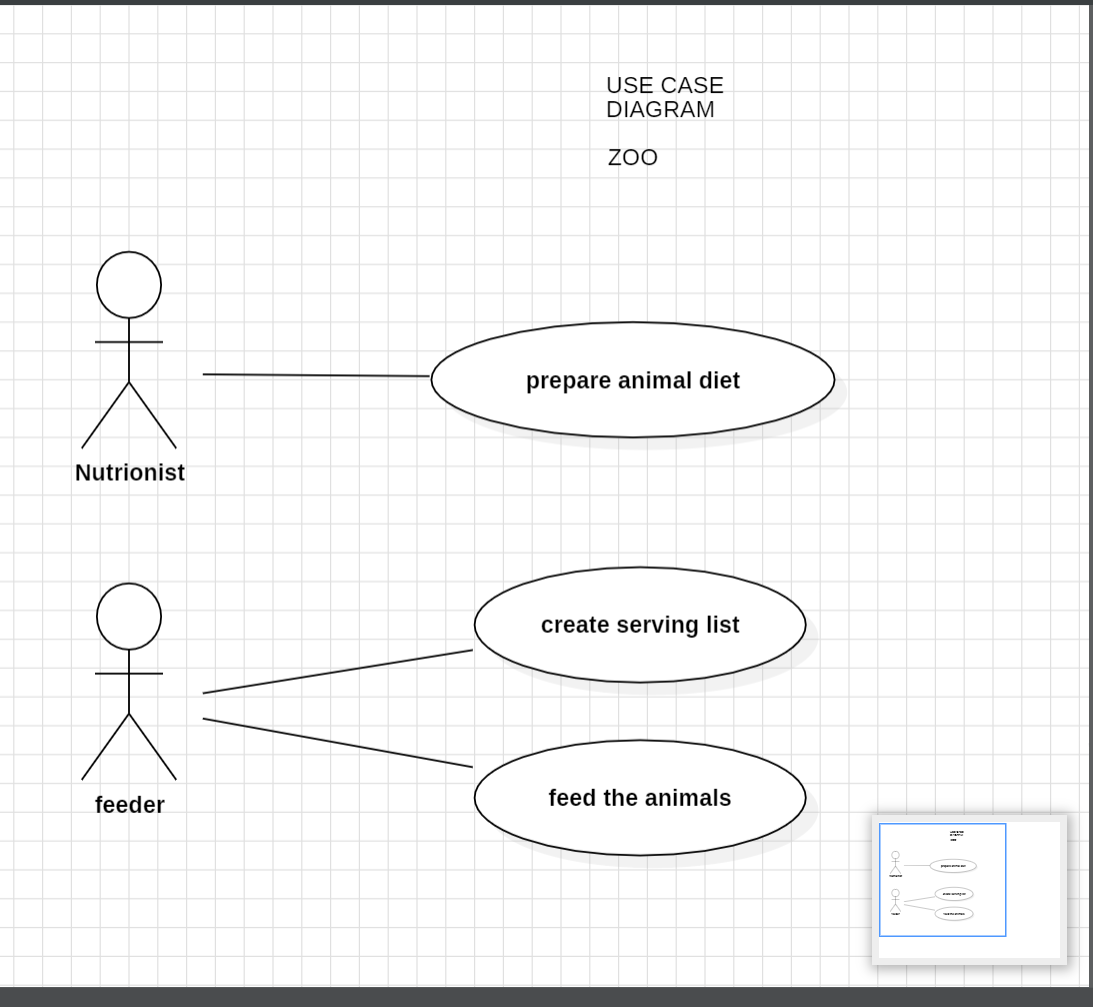 USE CASE
DIAGRAM
ZOO
prepare animal diet
Nutrionist
create serving list
feed the animals
feeder